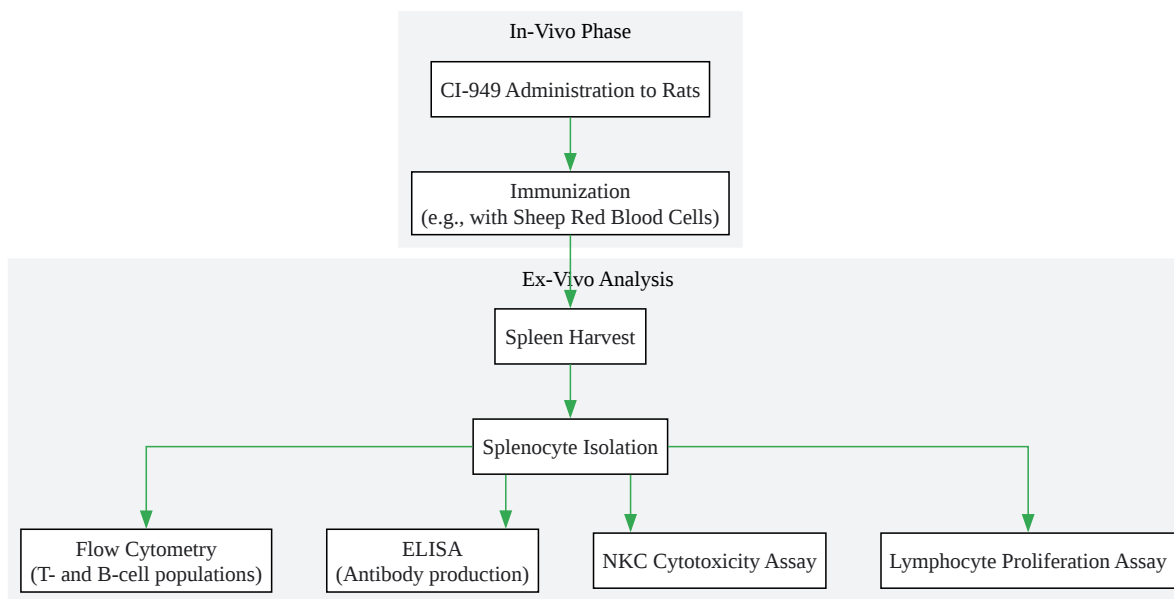 In-Vivo Phase
CI-949 Administration to Rats
Immunization
(e.g., with Sheep Red Blood Cells)
Ex-Vivo Analysis
Spleen Harvest
Splenocyte Isolation
Flow Cytometry
(T- and B-cell populations)
ELISA
(Antibody production)
NKC Cytotoxicity Assay
Lymphocyte Proliferation Assay